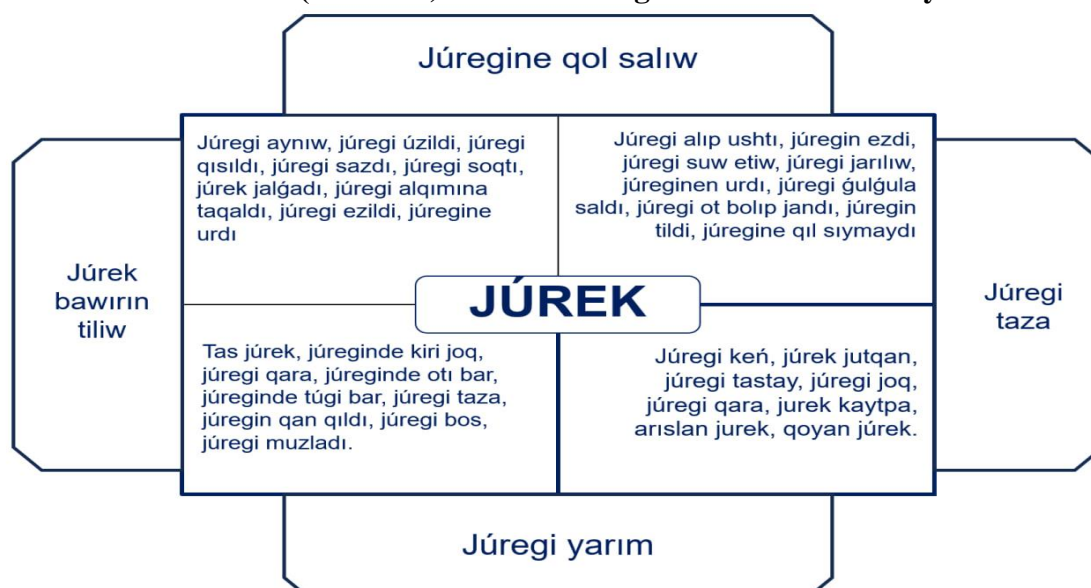 Júregine qol salıw
Júregi aynıw, júregi úzildi, júregi
qısıldı, júregi sazdı, júregi soqtı,
júrek jalǵadı, júregi alqımına
taqaldı, júregi ezildi, júregine
urdı
Júregi alıp ushtı, júregin ezdi,
júregi suw etiw, júregi jarılıw,
júreginen urdı, júregi ǵulǵula
saldı, júregi ot bolıp jandı, júregin
tildi, júregine qıl sıymaydı
Júrek
bawırın
tiliw
JÚREK
Júregi
taza
Tas júrek, júreginde kiri joq,
júregi qara, júreginde otı bar,
júreginde túgi bar, júregi taza,
júregin qan qıldı, júregi bos,
júregi muzladı.
Júregi keń, júrek jutqan,
júregi tastay, júregi joq,
júregi qara, jurek kaytpa,
arıslan jurek, qoyan júrek.
Júregi yarım